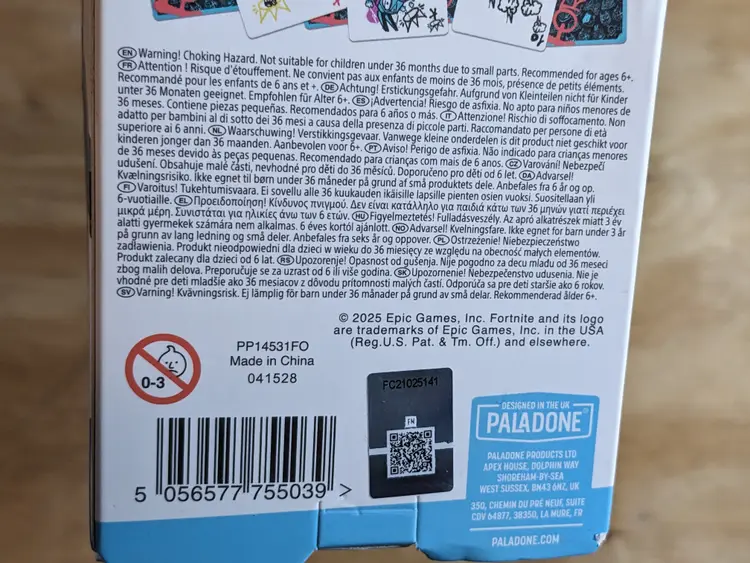 EN Warning! Choking Hazard. Not suitable for children under 36 months due to small parts. Recommended for ages 6+.
FR Attention ! Risque d'étouffement. Ne convient pas aux enfants de moins de 36 mois, présence de petits éléments.
Recommandé pour les enfants de 6 ans et +. DE Achtung! Erstickungsgefahr. Aufgrund von Kleinteilen nicht für Kinder
unter 36 Monaten geeignet. Empfohlen für Alter 6+. ES ¡Advertencia! Riesgo de asfixia. No apto para niños menores de
36 meses. Contiene piezas pequeñas. Recomendado para 6 años o más. IT Attenzione! Rischio di soffocamento. Non
adatto per bambini al di sotto dei 36 mesi a causa della presenza di piccole parti. Raccomandato per persone di età
superiore ai 6 anni. NL Waarschuwing! Verstikkingsgevaar. Vanwege kleine onderdelen is dit product niet geschikt voor
kinderen jonger dan 36 maanden. Aanbevolen voor 6+. PT Aviso! Perigo de asfixia. Não indicado para crianças menores
de 36 meses devido às peças pequenas. Recomendado para crianças com mais de 6 anos. CZ Varování! Nebezpečí
udušení. Obsahuje malé části, nevhodné pro děti do 36 měsíců. Doporučeno pro děti od 6 let. DA Advarsel!
Kvælningsrisiko. Ikke egnet til børn under 36 måneder på grund af små produktets dele. Anbefales fra 6 år og op.
FI Varoitus! Tukehtumisvaara. Ei sovellu alle 36 kuukauden ikäisille lapsille pienten osien vuoksi. Suositellaan yli
6-vuotiaille. EL Προειδοποίηση! Κίνδυνος πνιγμού. Δεν είναι κατάλληλο για παιδιά κάτω των 36 μηνών γιατί περιέχει
μικρά μέρη. Συνιστάται για ηλικίες άνω των 6 ετών. HU Figyelmeztetés! Fulladásveszély. Az apró alkatrészek miatt 3 év
alatti gyermekek számára nem alkalmas. 6 éves kortól ajánlott. NO Advarsel! Kvelningsfare. Ikke egnet for barn under 3 år
på grunn av lang ledning og små deler. Anbefales fra seks år og oppover. PL Ostrzeżenie! Niebezpieczeństwo
zadławienia. Produkt nieodpowiedni dla dzieci w wieku do 36 miesięcy ze względu na obecność małych elementów.
Produkt zalecany dla dzieci od 6 lat. RS Upozorenje! Opasnost od gušenja. Nije pogodno za decu mlađu od 36 meseci
zbog malih delova. Preporučuje se za uzrast od 6 ili više godina. SK Upozornenie! Nebezpečenstvo udusenia. Nie je
vhodné pre deti mladšie ako 36 mesiacov z dôvodu prítomnosti malých častí. Odporúča sa pre deti staršie ako 6 rokov.
SV Varning! Kvävningsrisk. Ej lämplig för barn under 36 månader på grund av små delar. Rekommenderad ålder 6+.
© 2025 Epic Games, Inc. Fortnite and its logo
are trademarks of Epic Games, Inc. in the USA
(Reg.U.S. Pat. & Tm. Off.) and elsewhere.
0-3
PP14531FO
Made in China
041528
5 056577 755039 >
FC21025141
FN
DESIGNED IN THE UK
PALADONE®
PALADONE PRODUCTS LTD
APEX HOUSE, DOLPHIN WAY
SHOREHAM-BY-SEA
WEST SUSSEX, BN43 6NZ, UK
350, CHEMIN DU PRÉ NEUF, SUITE
CDV 64877, 38350, LA MURE, FR
PALADONE.COM